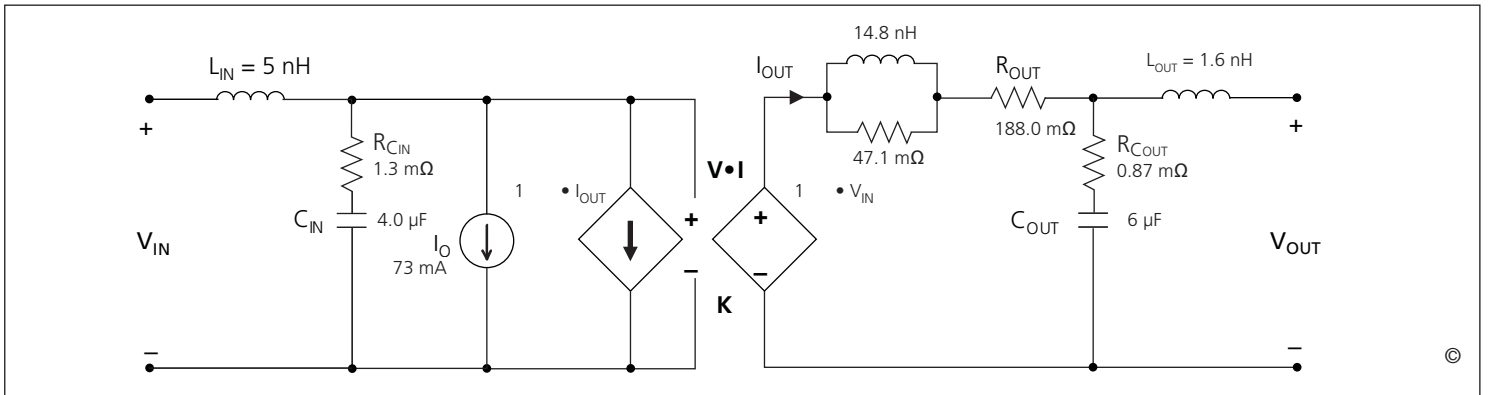 L_IN = 5 nH
+
R_CIN
1.3 mΩ
C_IN 4.0 µF
V_IN
1 • I_OUT
I_O
73 mA
–
V•I
K
+
–
1 • V_IN
+
–
I_OUT
14.8 nH
47.1 mΩ
R_OUT
188.0 mΩ
L_OUT = 1.6 nH
R_COUT
0.87 mΩ
C_OUT 6 µF
+
V_OUT
–
©